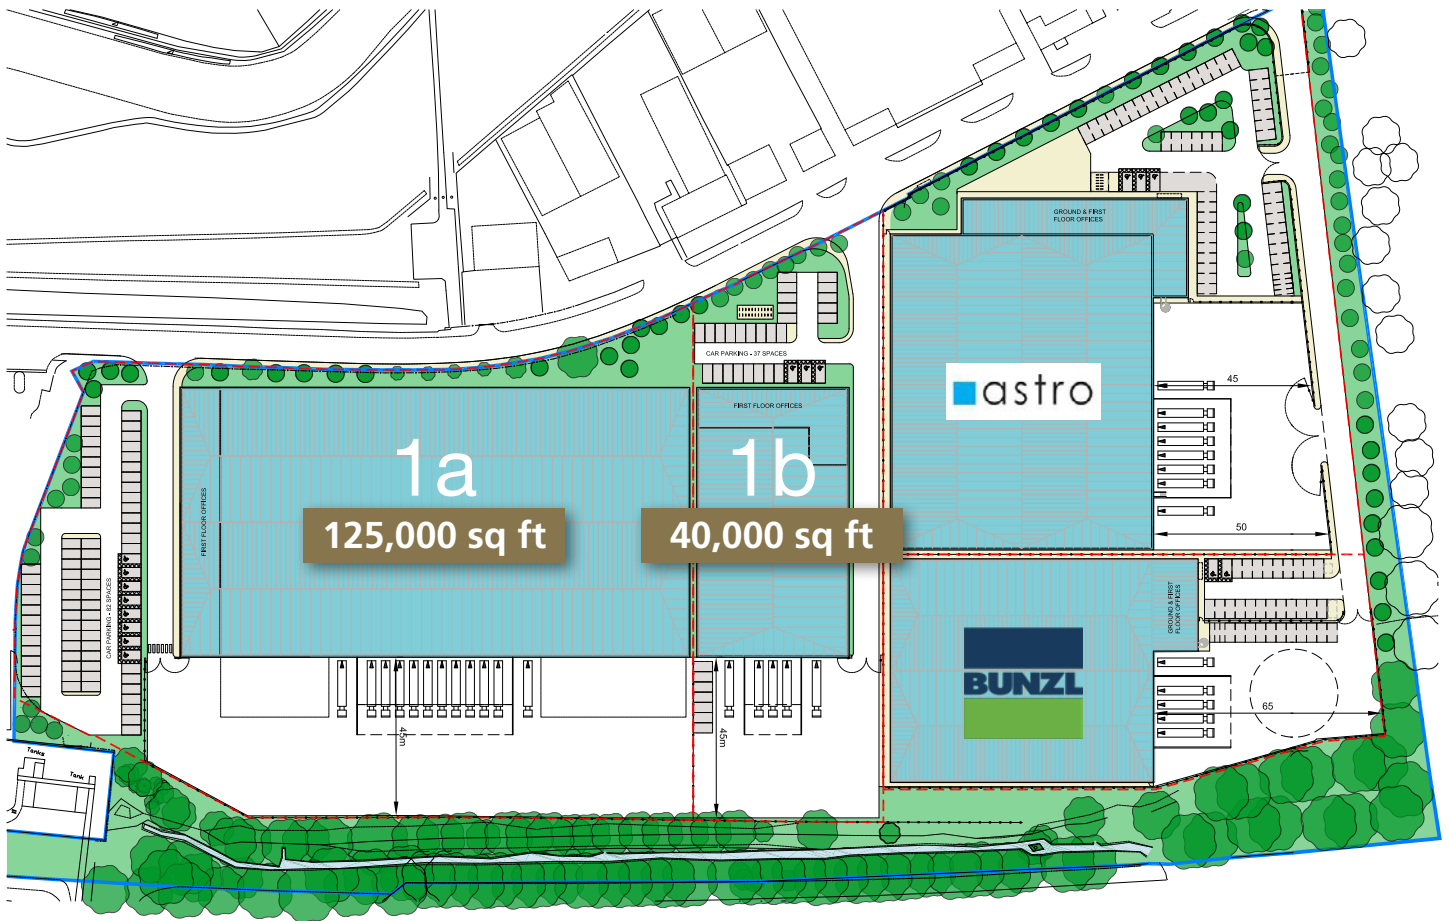 GROUND & FIRST
FLOOR OFFICES
CAR PARKING - 37 SPACES
astro
45
FIRST FLOOR OFFICES
1a
1b
125,000 sq ft
40,000 sq ft
FIRST FLOOR OFFICES
50
CAR PARKING - 82 SPACES
GROUND & FIRST
FLOOR OFFICES
BUNZL
65
45m
45m
Tanks
Tank